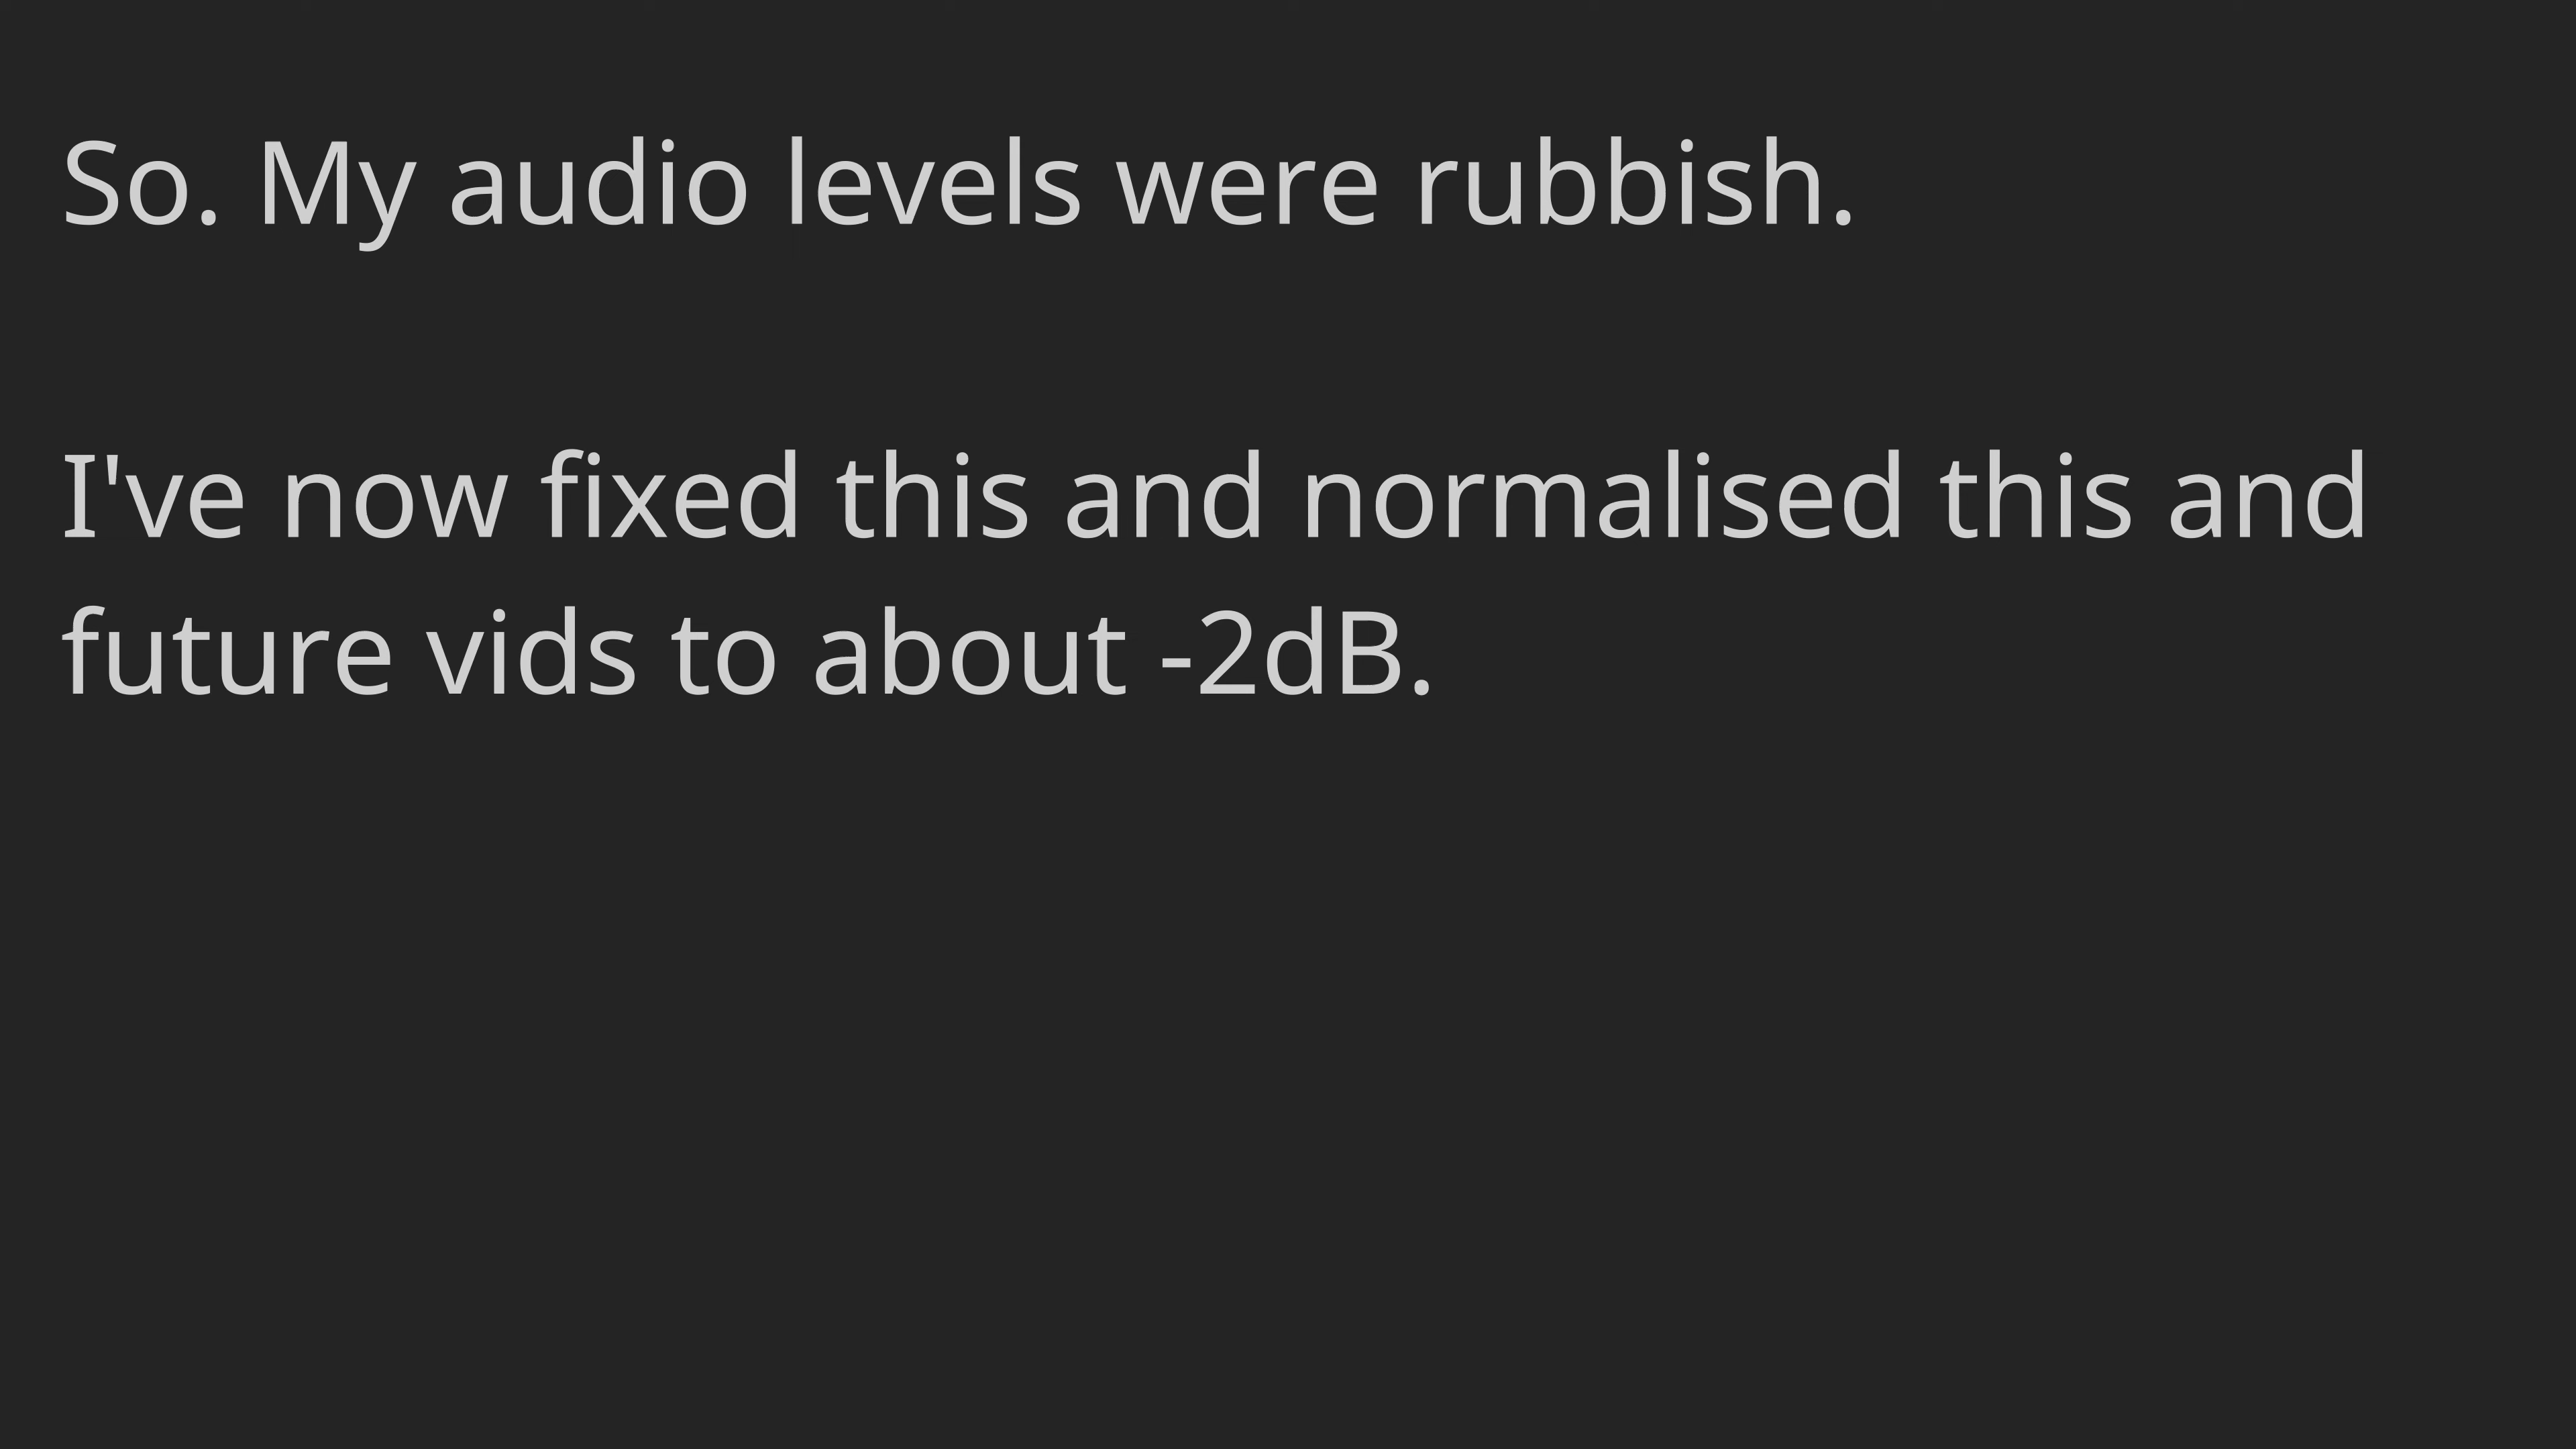 So. My audio levels were rubbish.
I've now fixed this and normalised this and
future vids to about -2dB.